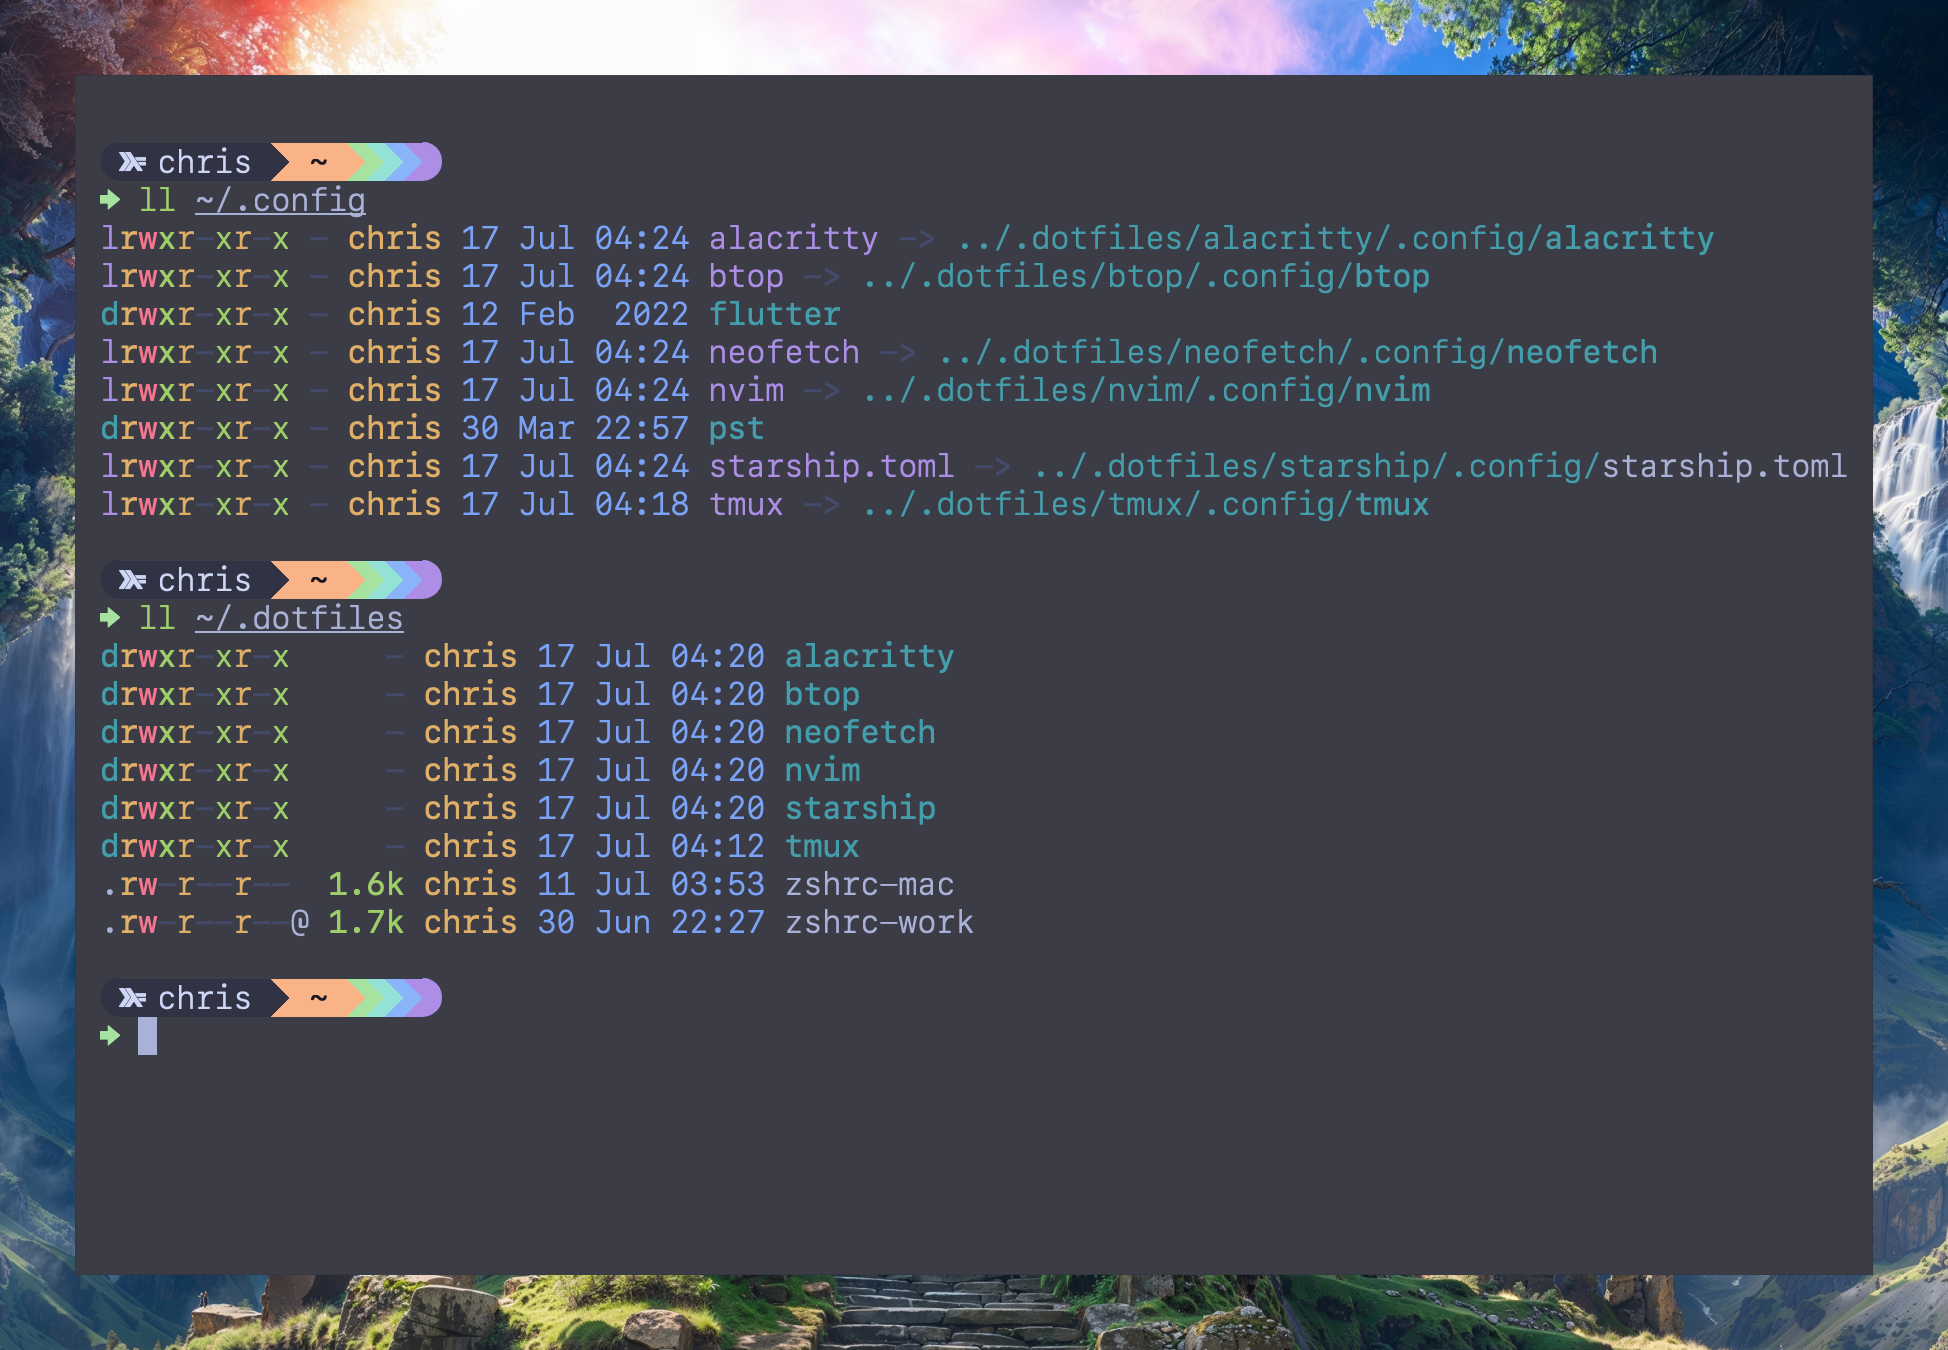 chris ~
ll ~/.config
lrwxr-xr-x - chris 17 Jul 04:24 alacritty -> ../.dotfiles/alacritty/.config/alacritty
lrwxr-xr-x - chris 17 Jul 04:24 btop -> ../.dotfiles/btop/.config/btop
drwxr-xr-x - chris 12 Feb  2022 flutter
lrwxr-xr-x - chris 17 Jul 04:24 neofetch -> ../.dotfiles/neofetch/.config/neofetch
lrwxr-xr-x - chris 17 Jul 04:24 nvim -> ../.dotfiles/nvim/.config/nvim
drwxr-xr-x - chris 30 Mar 22:57 pst
lrwxr-xr-x - chris 17 Jul 04:24 starship.toml -> ../.dotfiles/starship/.config/starship.toml
lrwxr-xr-x - chris 17 Jul 04:18 tmux -> ../.dotfiles/tmux/.config/tmux
chris ~
ll ~/.dotfiles
drwxr-xr-x     - chris 17 Jul 04:20 alacritty
drwxr-xr-x     - chris 17 Jul 04:20 btop
drwxr-xr-x     - chris 17 Jul 04:20 neofetch
drwxr-xr-x     - chris 17 Jul 04:20 nvim
drwxr-xr-x     - chris 17 Jul 04:20 starship
drwxr-xr-x     - chris 17 Jul 04:12 tmux
.rw-r--r--  1.6k chris 11 Jul 03:53 zshrc-mac
.rw-r--r--@ 1.7k chris 30 Jun 22:27 zshrc-work
chris ~